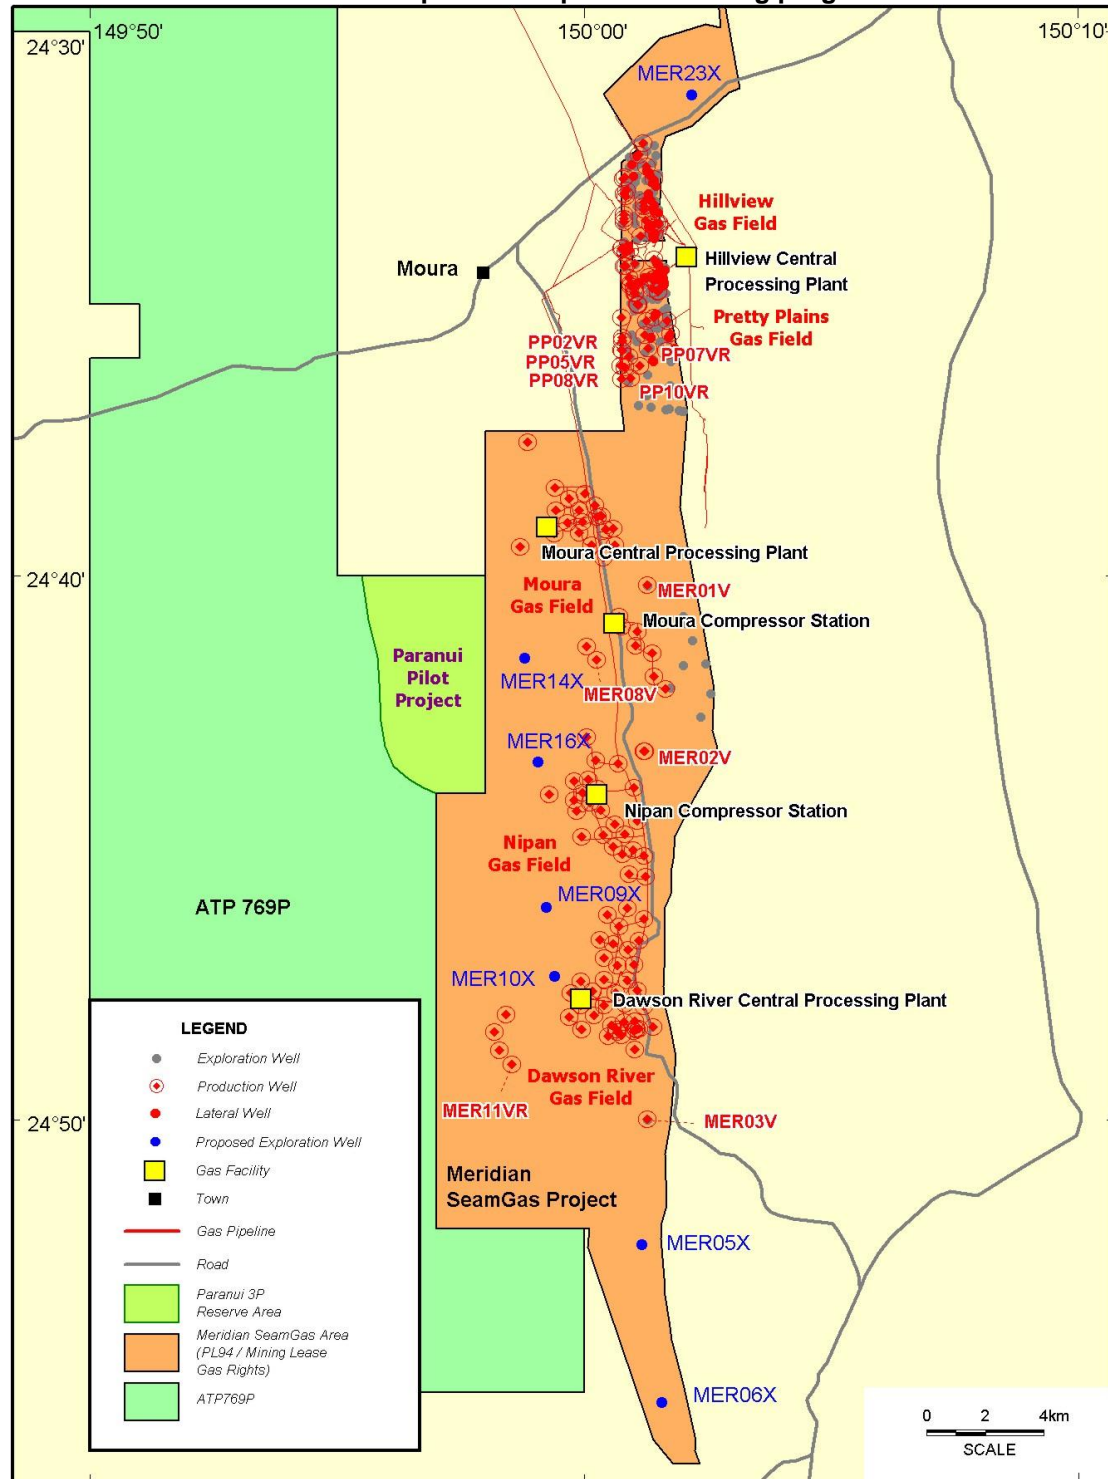 149°50'
150°00'
150°10'
24°30'
MER23X
Hillview
Gas Field
Moura
Hillview Central
Processing Plant
Pretty Plains
Gas Field
PP02VR
PP05VR
PP07VR
PP08VR
PP10VR
Moura Central Processing Plant
24°40'
Moura
Gas Field
MER01V
Moura Compressor Station
Paranui
Pilot
Project
MER14X
MER08V
MER16X
MER02V
Nipan Compressor Station
Nipan
Gas Field
MER09X
ATP 769P
MER10X
Dawson River Central Processing Plant
Dawson River
Gas Field
MER11VR
24°50'
MER03V
Meridian
SeamGas Project
MER05X
MER06X
LEGEND
Exploration Well
Production Well
Lateral Well
Proposed Exploration Well
Gas Facility
Town
Gas Pipeline
Road
Paranui 3P
Reserve Area
Meridian SeamGas Area
(PL94 / Mining Lease
Gas Rights)
ATP769P
0 2 4km
SCALE